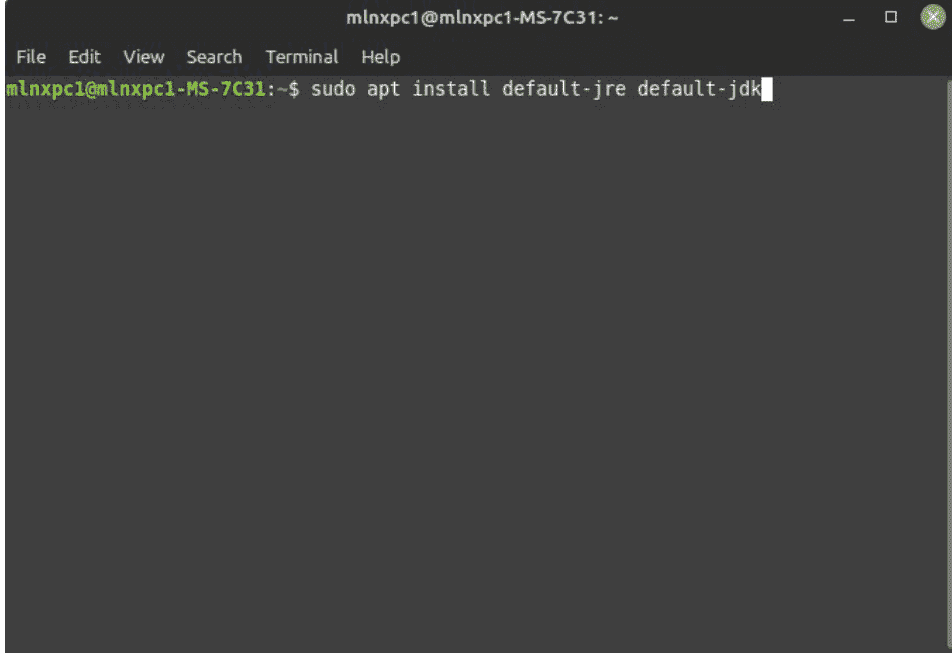 mlnxpc1@mlnxpc1-MS-7C31: ~
File Edit View Search Terminal Help
mlnxpc1@mlnxpc1-MS-7C31:~$ sudo apt install default-jre default-jdk